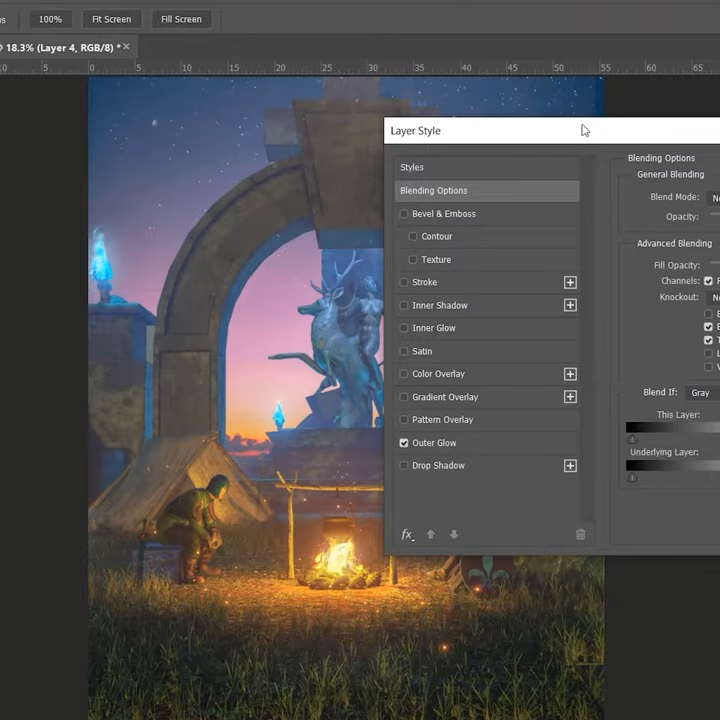 100%
Fit Screen
Fill Screen
18.3% (Layer 4, RGB/8) *
5 0 5 10 15 20 25 30 45 50 55 60 65
Layer Style
Styles
Blending Options
Bevel & Emboss
Contour
Texture
Stroke
Inner Shadow
Inner Glow
Satin
Color Overlay
Gradient Overlay
Pattern Overlay
Outer Glow
Drop Shadow
fx
Blending Options
General Blending
Blend Mode:
Opacity:
Advanced Blending
Fill Opacity:
Channels:
Knockout:
Blend If: Gray
This Layer:
Underlying Layer: